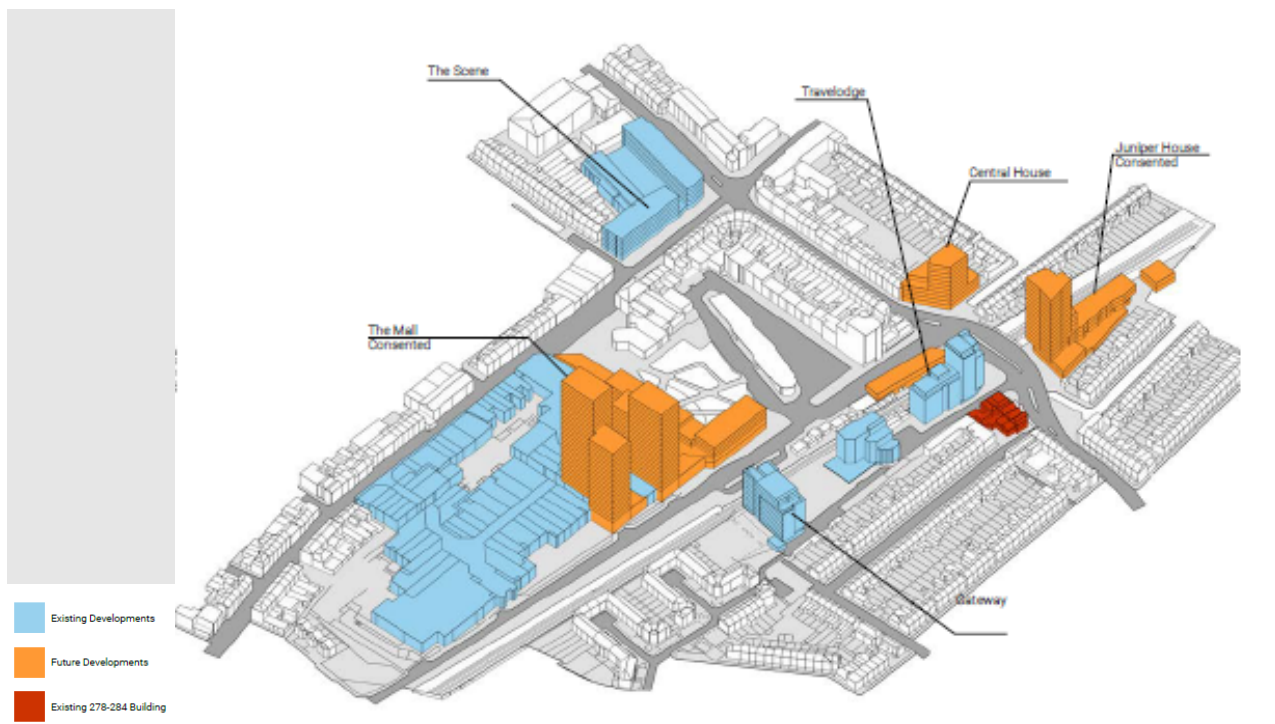 The Scene
Travelodge
Juniper House
Consented
Central House
The Mall
Consented
Gateway
Existing Developments
Future Developments
Existing 278-284 Building